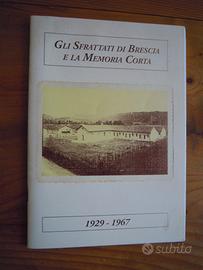 GLI SFRATTATI DI BRESCIA
E LA MEMORIA CORTA
1929 - 1967
subito